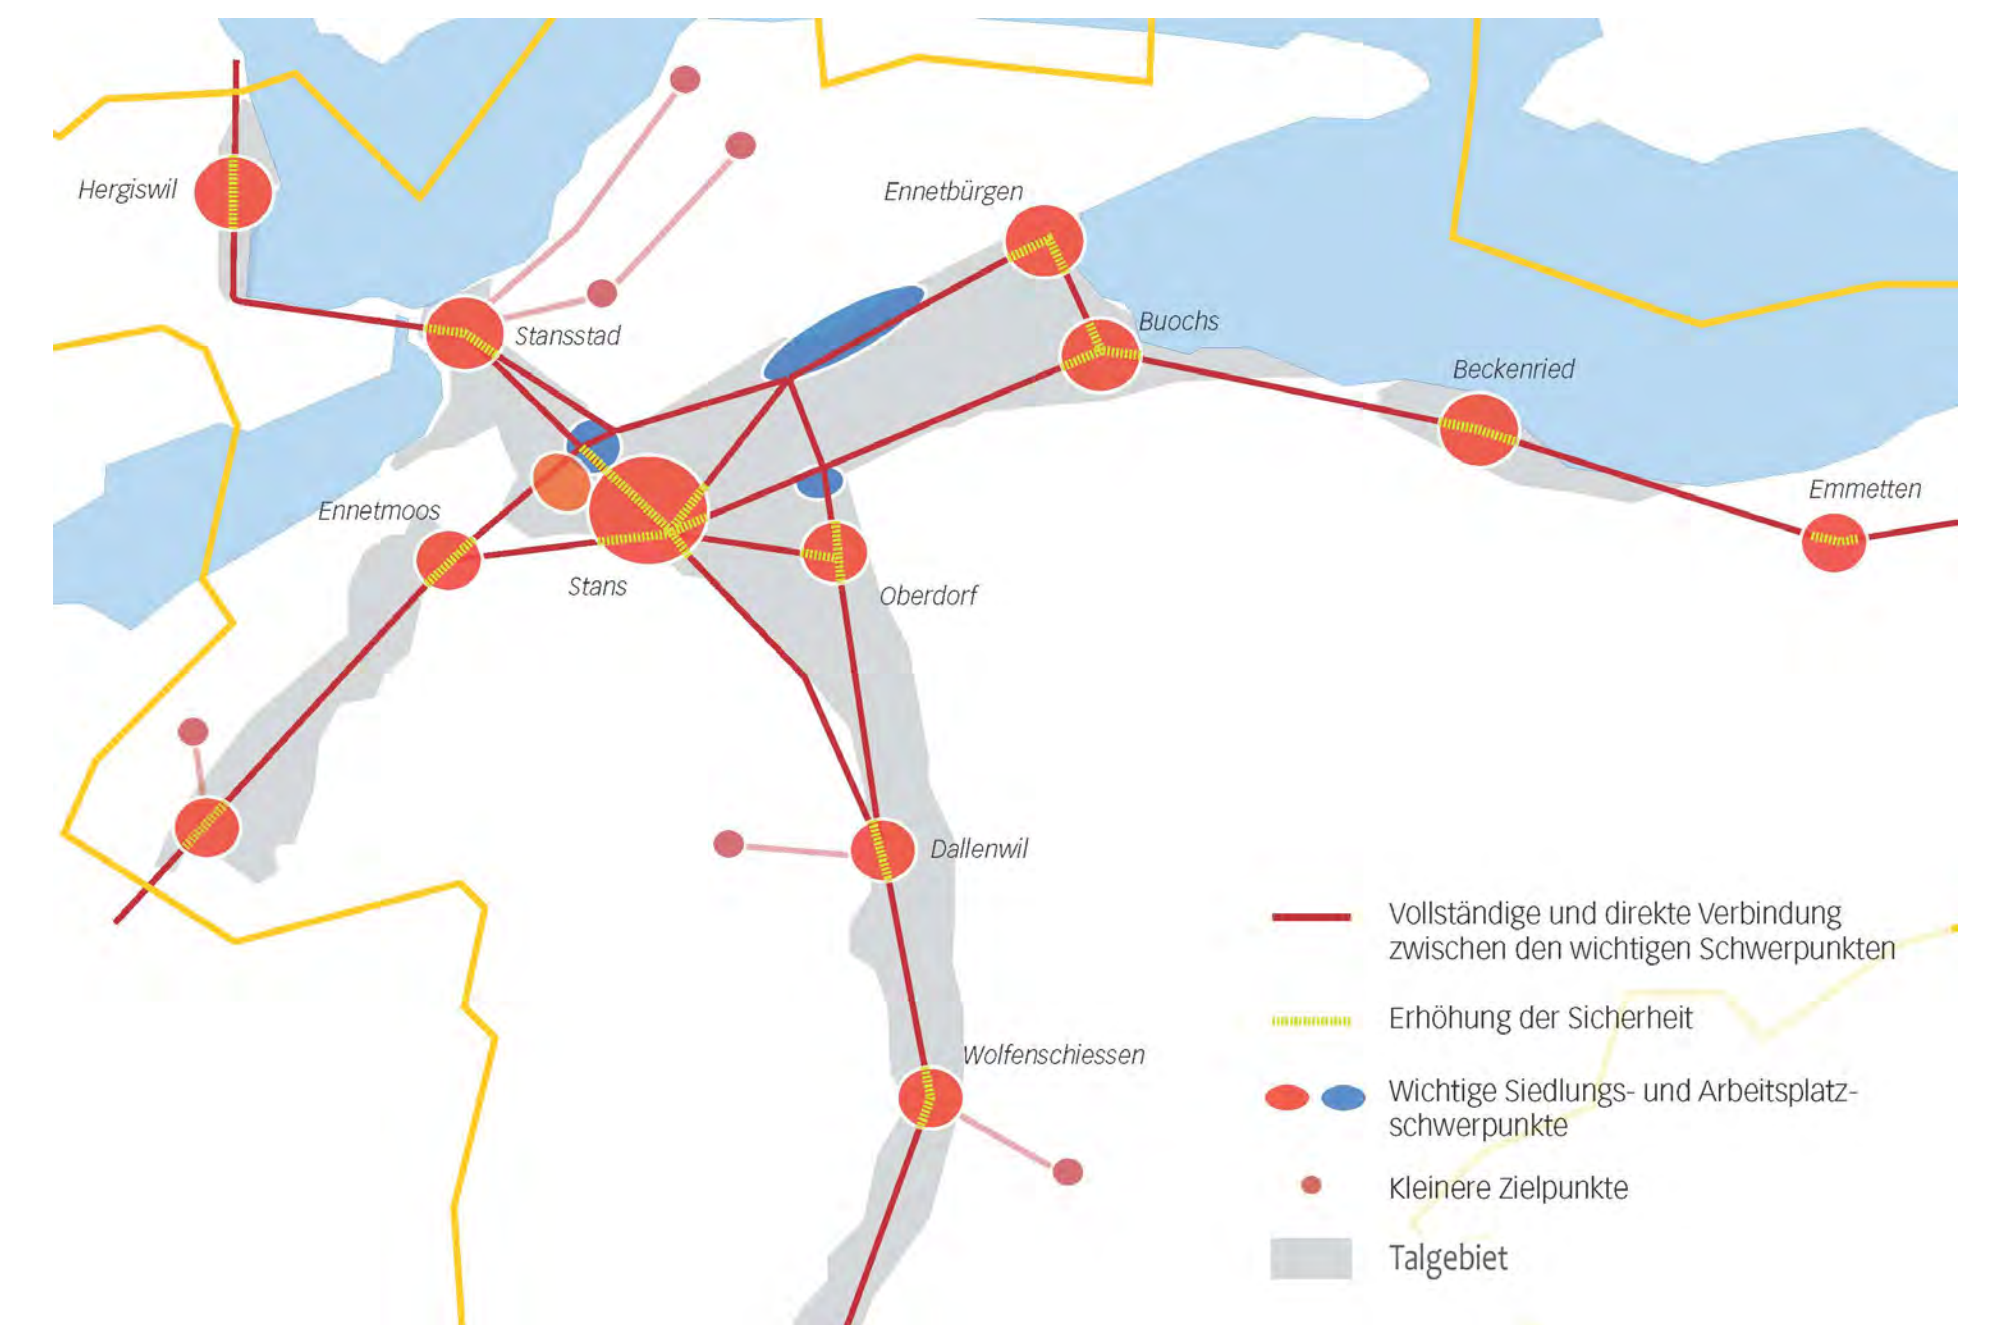 Hergiswil
Ennetbürgen
Stansstad
Buochs
Beckenried
Ennetmoos
Emmetten
Stans
Oberdorf
Dallenwil
Wolfenschiessen
Vollständige und direkte Verbindung
zwischen den wichtigen Schwerpunkten
Erhöhung der Sicherheit
Wichtige Siedlungs- und Arbeitsplatz-
schwerpunkte
Kleinere Zielpunkte
Talgebiet